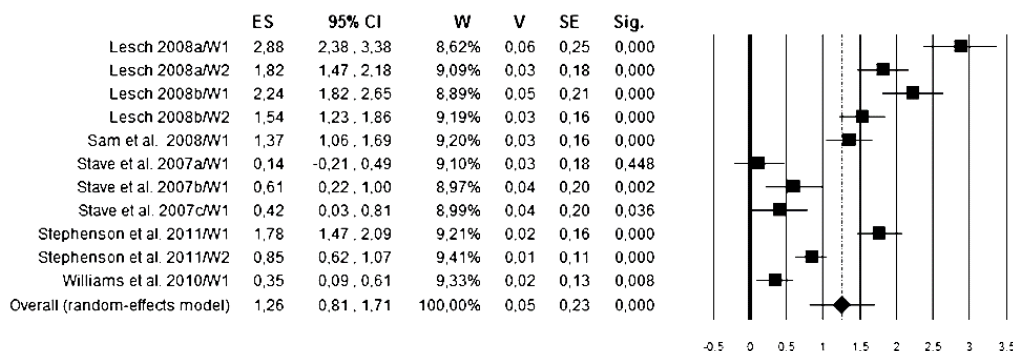 ES 95% CI W V SE Sig.
Lesch 2008a/W1 2,88 2,38 , 3,38 8,62% 0,06 0,25 0,000
Lesch 2008a/W2 1,82 1,47 , 2,18 9,09% 0,03 0,18 0,000
Lesch 2008b/W1 2,24 1,82 , 2,65 8,89% 0,05 0,21 0,000
Lesch 2008b/W2 1,54 1,23 , 1,86 9,19% 0,03 0,16 0,000
Sam et al. 2008/W1 1,37 1,06 , 1,69 9,20% 0,03 0,16 0,000
Stave et al. 2007a/W1 0,14 -0,21 , 0,49 9,10% 0,03 0,18 0,448
Stave et al. 2007b/W1 0,61 0,22 , 1,00 8,97% 0,04 0,20 0,002
Stave et al. 2007c/W1 0,42 0,03 , 0,81 8,99% 0,04 0,20 0,036
Stephenson et al. 2011/W1 1,78 1,47 , 2,09 9,21% 0,02 0,16 0,000
Stephenson et al. 2011/W2 0,85 0,62 , 1,07 9,41% 0,01 0,11 0,000
Williams et al. 2010/W1 0,35 0,09 , 0,61 9,33% 0,02 0,13 0,008
Overall (random-effects model) 1,26 0,81 , 1,71 100,00% 0,05 0,23 0,000
-0.5 0 0.5 1 1.5 2 2.5 3 3.5